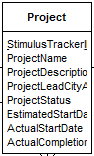 Project
StimulusTrackerI
ProjectName
ProjectDescriptio
ProjectLeadCityA
ProjectStatus
EstimatedStartDa
ActualStartDate
ActualCompletion